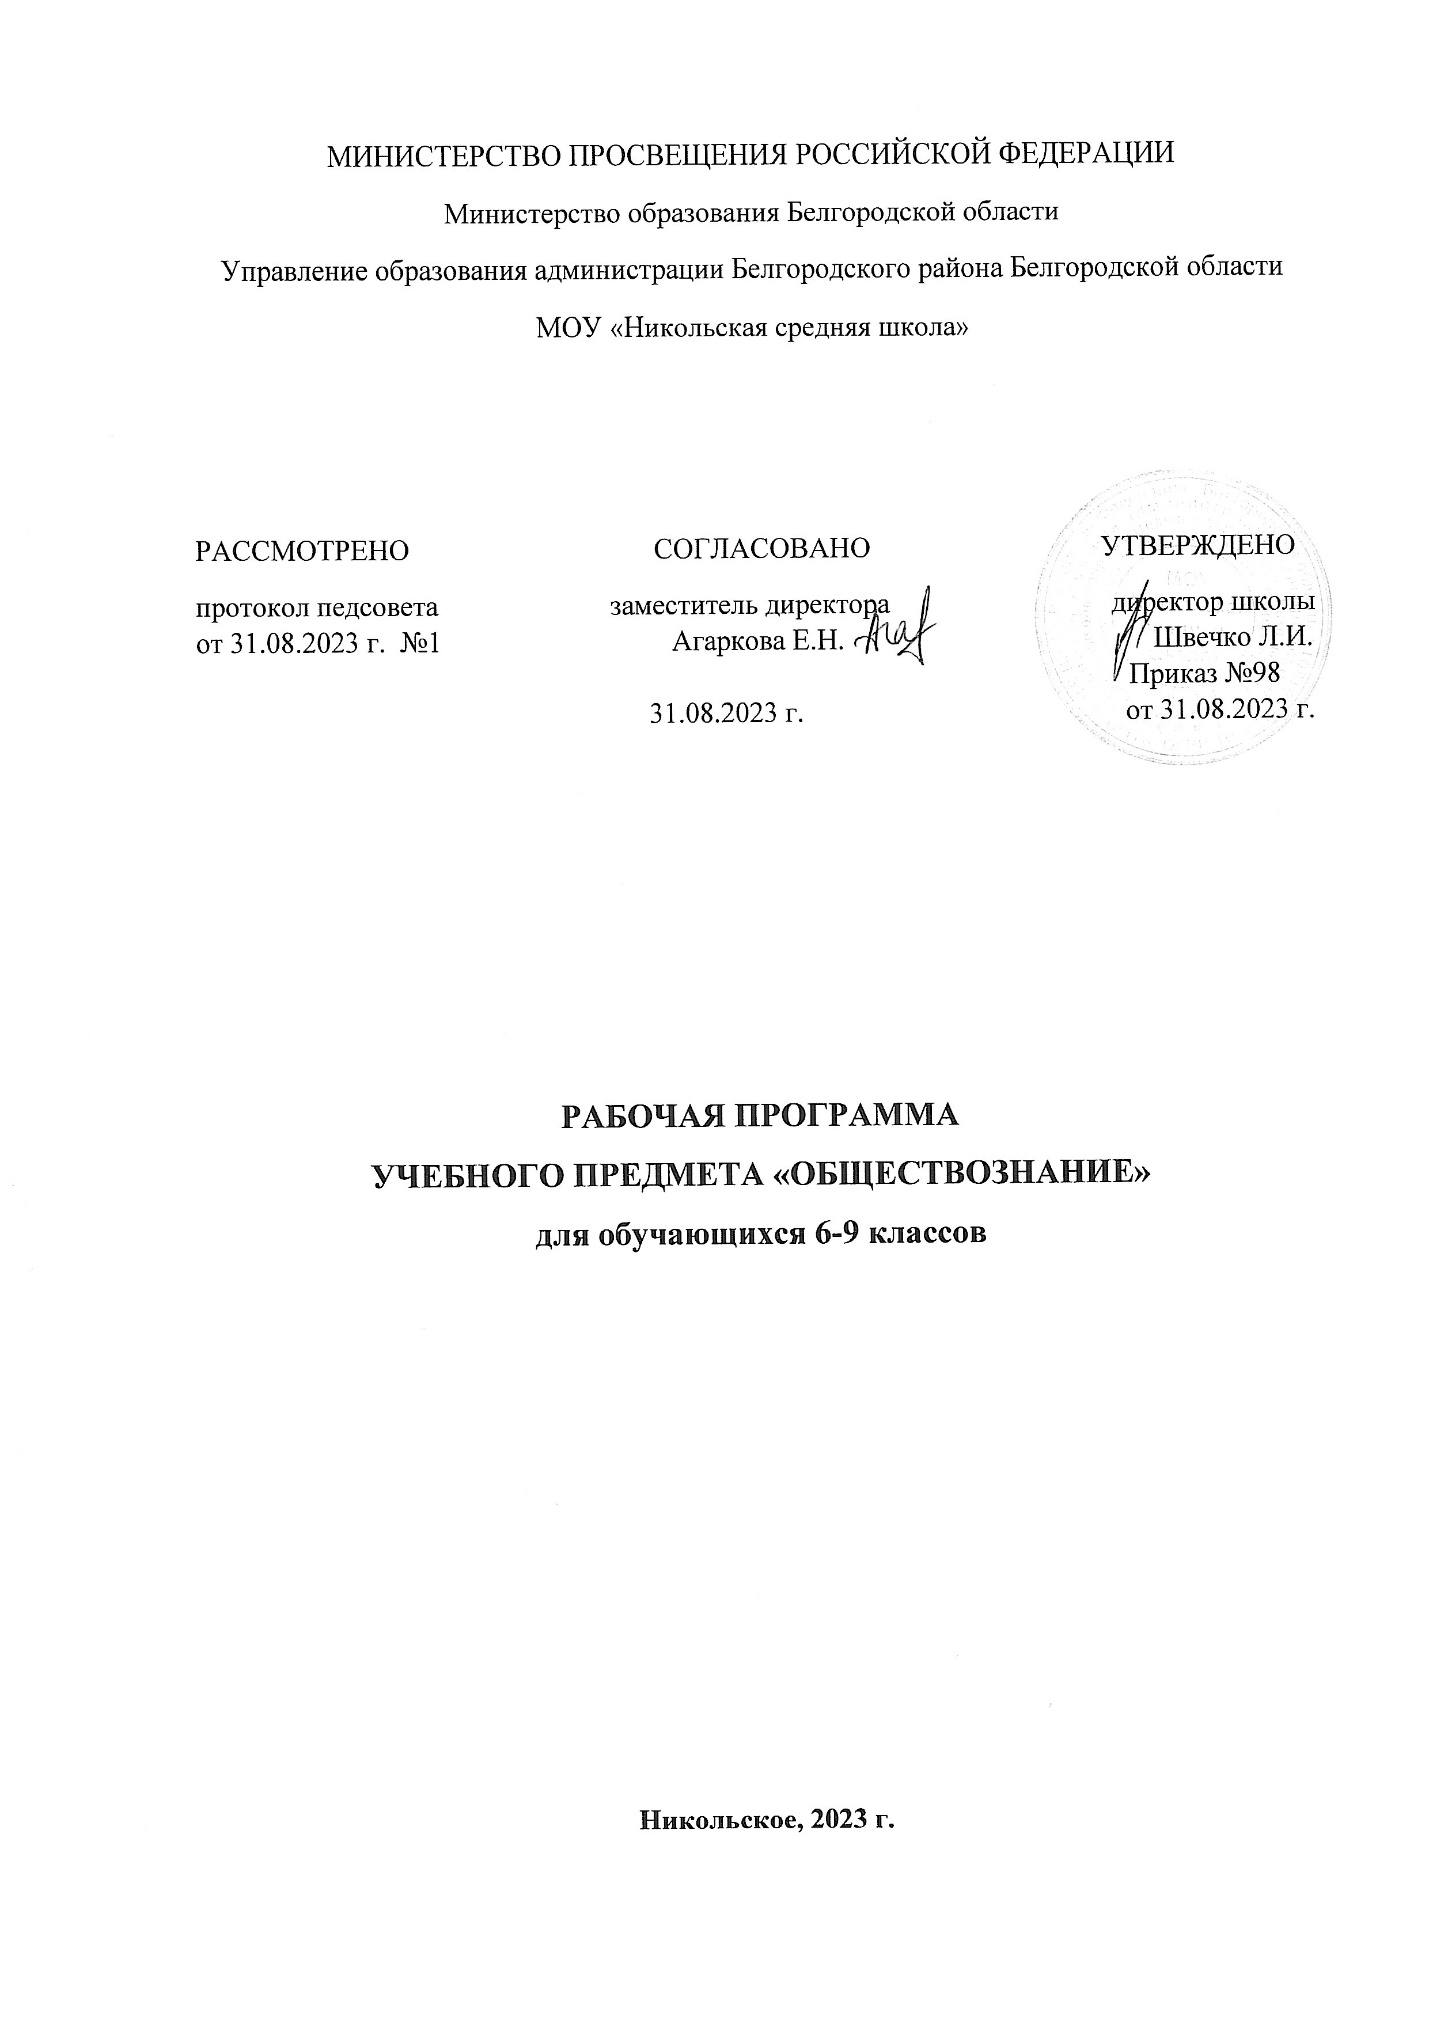 МИНИСТЕРСТВО ПРОСВЕЩЕНИЯ РОССИЙСКОЙ ФЕДЕРАЦИИ
Министерство образования Белгородской области
Управление образования администрации Белгородского района Белгородской области
МОУ «Никольская средняя школа»
РАССМОТРЕНО
протокол педсовета
от 31.08.2023 г. №1
СОГЛАСОВАНО
заместитель директора
Агаркова Е.Н.
31.08.2023 г.
УТВЕРЖДЕНО
директор школы
Швечко Л.И.
Приказ №98
от 31.08.2023 г.
РАБОЧАЯ ПРОГРАММА
УЧЕБНОГО ПРЕДМЕТА «ОБЩЕСТВОЗНАНИЕ»
для обучающихся 6-9 классов
Никольское, 2023 г.